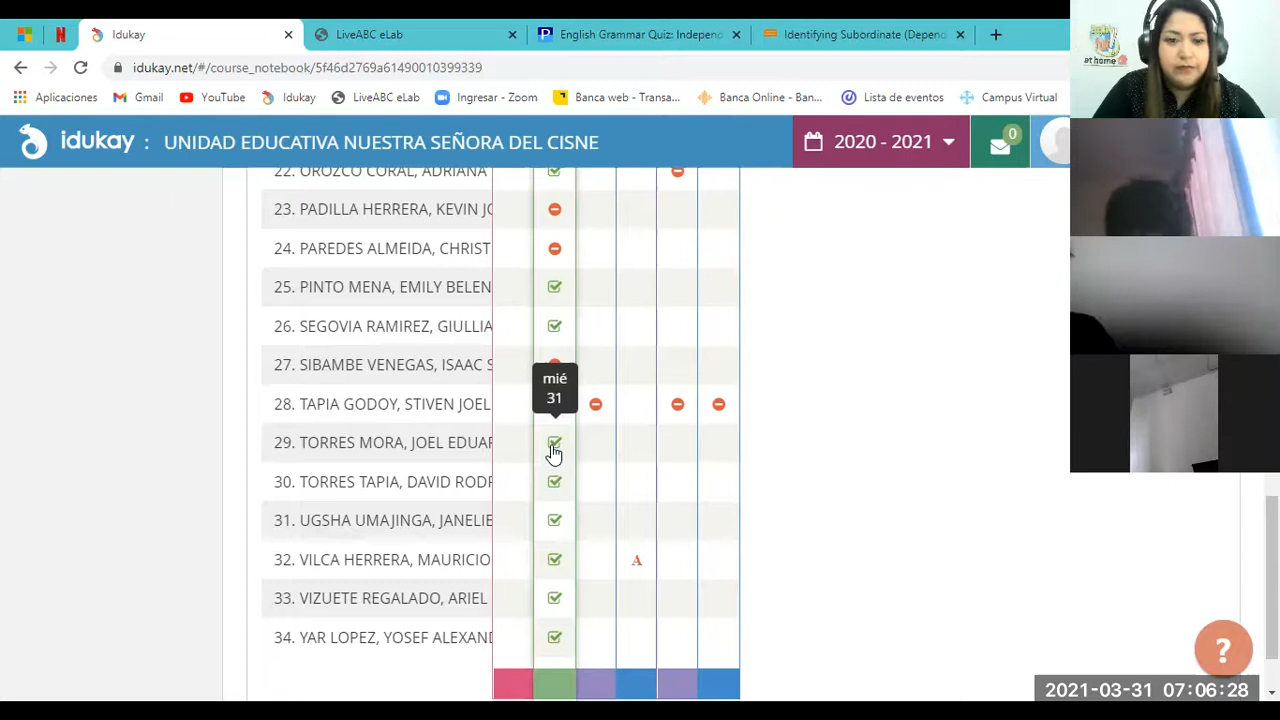 Idukay
LiveABC eLab
English Grammar Quiz: Indepen
Identifying Subordinate (Depen
idukay.net/#/course_notebook/5f46d2769a6149f010399339
Aplicaciones
Gmail
YouTube
Idukay
LiveABC eLab
Ingresar - Zoom
Banca web - Transa...
Banca Online - Ban...
Lista de eventos
Campus Virtual
at home
idukay : UNIDAD EDUCATIVA NUESTRA SEÑORA DEL CISNE
2020 - 2021
0
22. OROZCO CORAL, ADRIANA
23. PADILLA HERRERA, KEVIN JO
24. PAREDES ALMEIDA, CHRIST
25. PINTO MENA, EMILY BELEN
26. SEGOVIA RAMIREZ, GIULLIA
27. SIBAMBE VENEGAS, ISAAC S
mié
31
28. TAPIA GODOY, STIVEN JOEL
29. TORRES MORA, JOEL EDUAR
30. TORRES TAPIA, DAVID RODR
31. UGSHA UMAJINGA, JANELIE
32. VILCA HERRERA, MAURICIO
A
33. VIZUETE REGALADO, ARIEL
34. YAR LOPEZ, YOSEF ALEXAND
?
2021-03-31 07:06:28